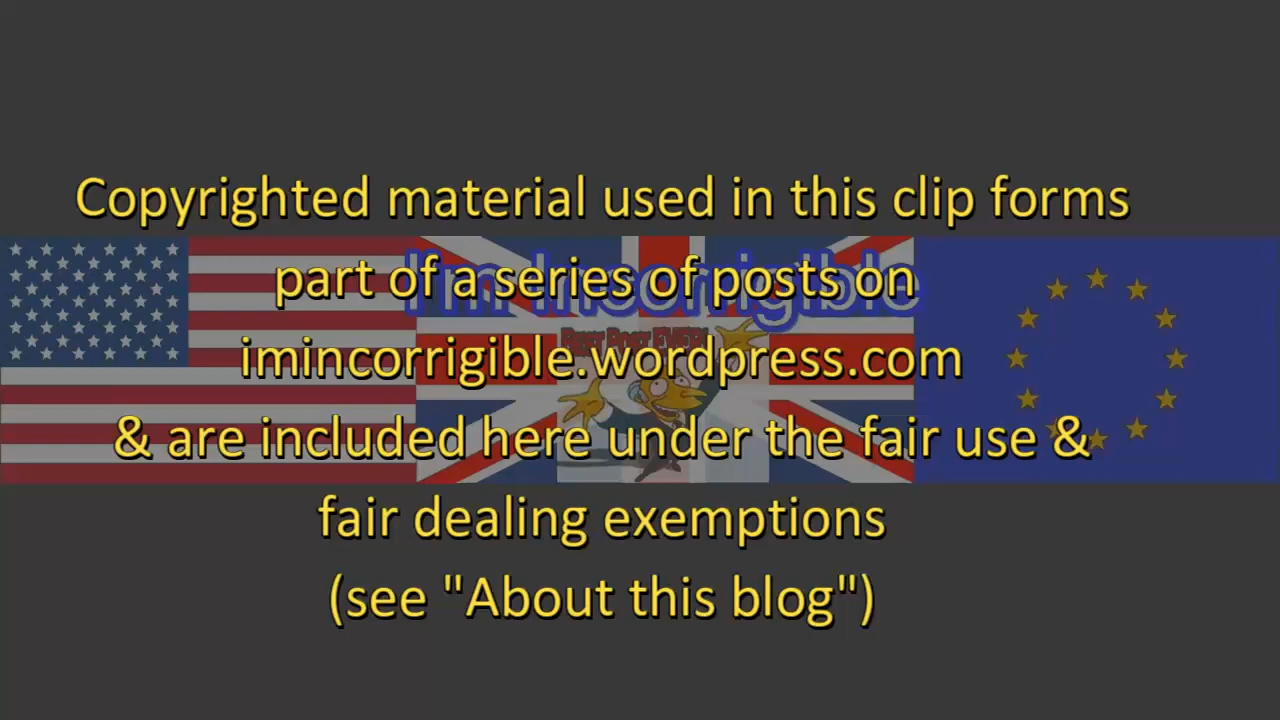 Copyrighted material used in this clip forms
part of a series of posts on
I'm Incorrigible
imincorrigible.wordpress.com
& are included here under the fair use &
fair dealing exemptions
(see "About this blog")